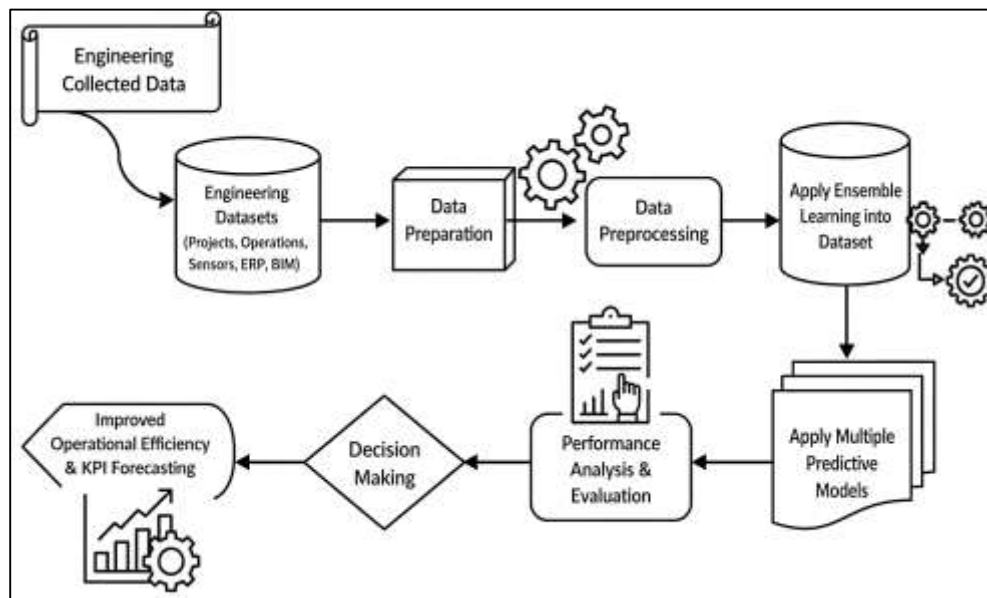 Engineering
Collected Data
Engineering
Datasets
(Projects, Operations,
Sensors, ERP, BIM)
Data
Preparation
Data
Preprocessing
Apply Ensemble
Learning into
Dataset
Apply Multiple
Predictive
Models
Performance
Analysis &
Evaluation
Decision
Making
Improved
Operational Efficiency
& KPI Forecasting